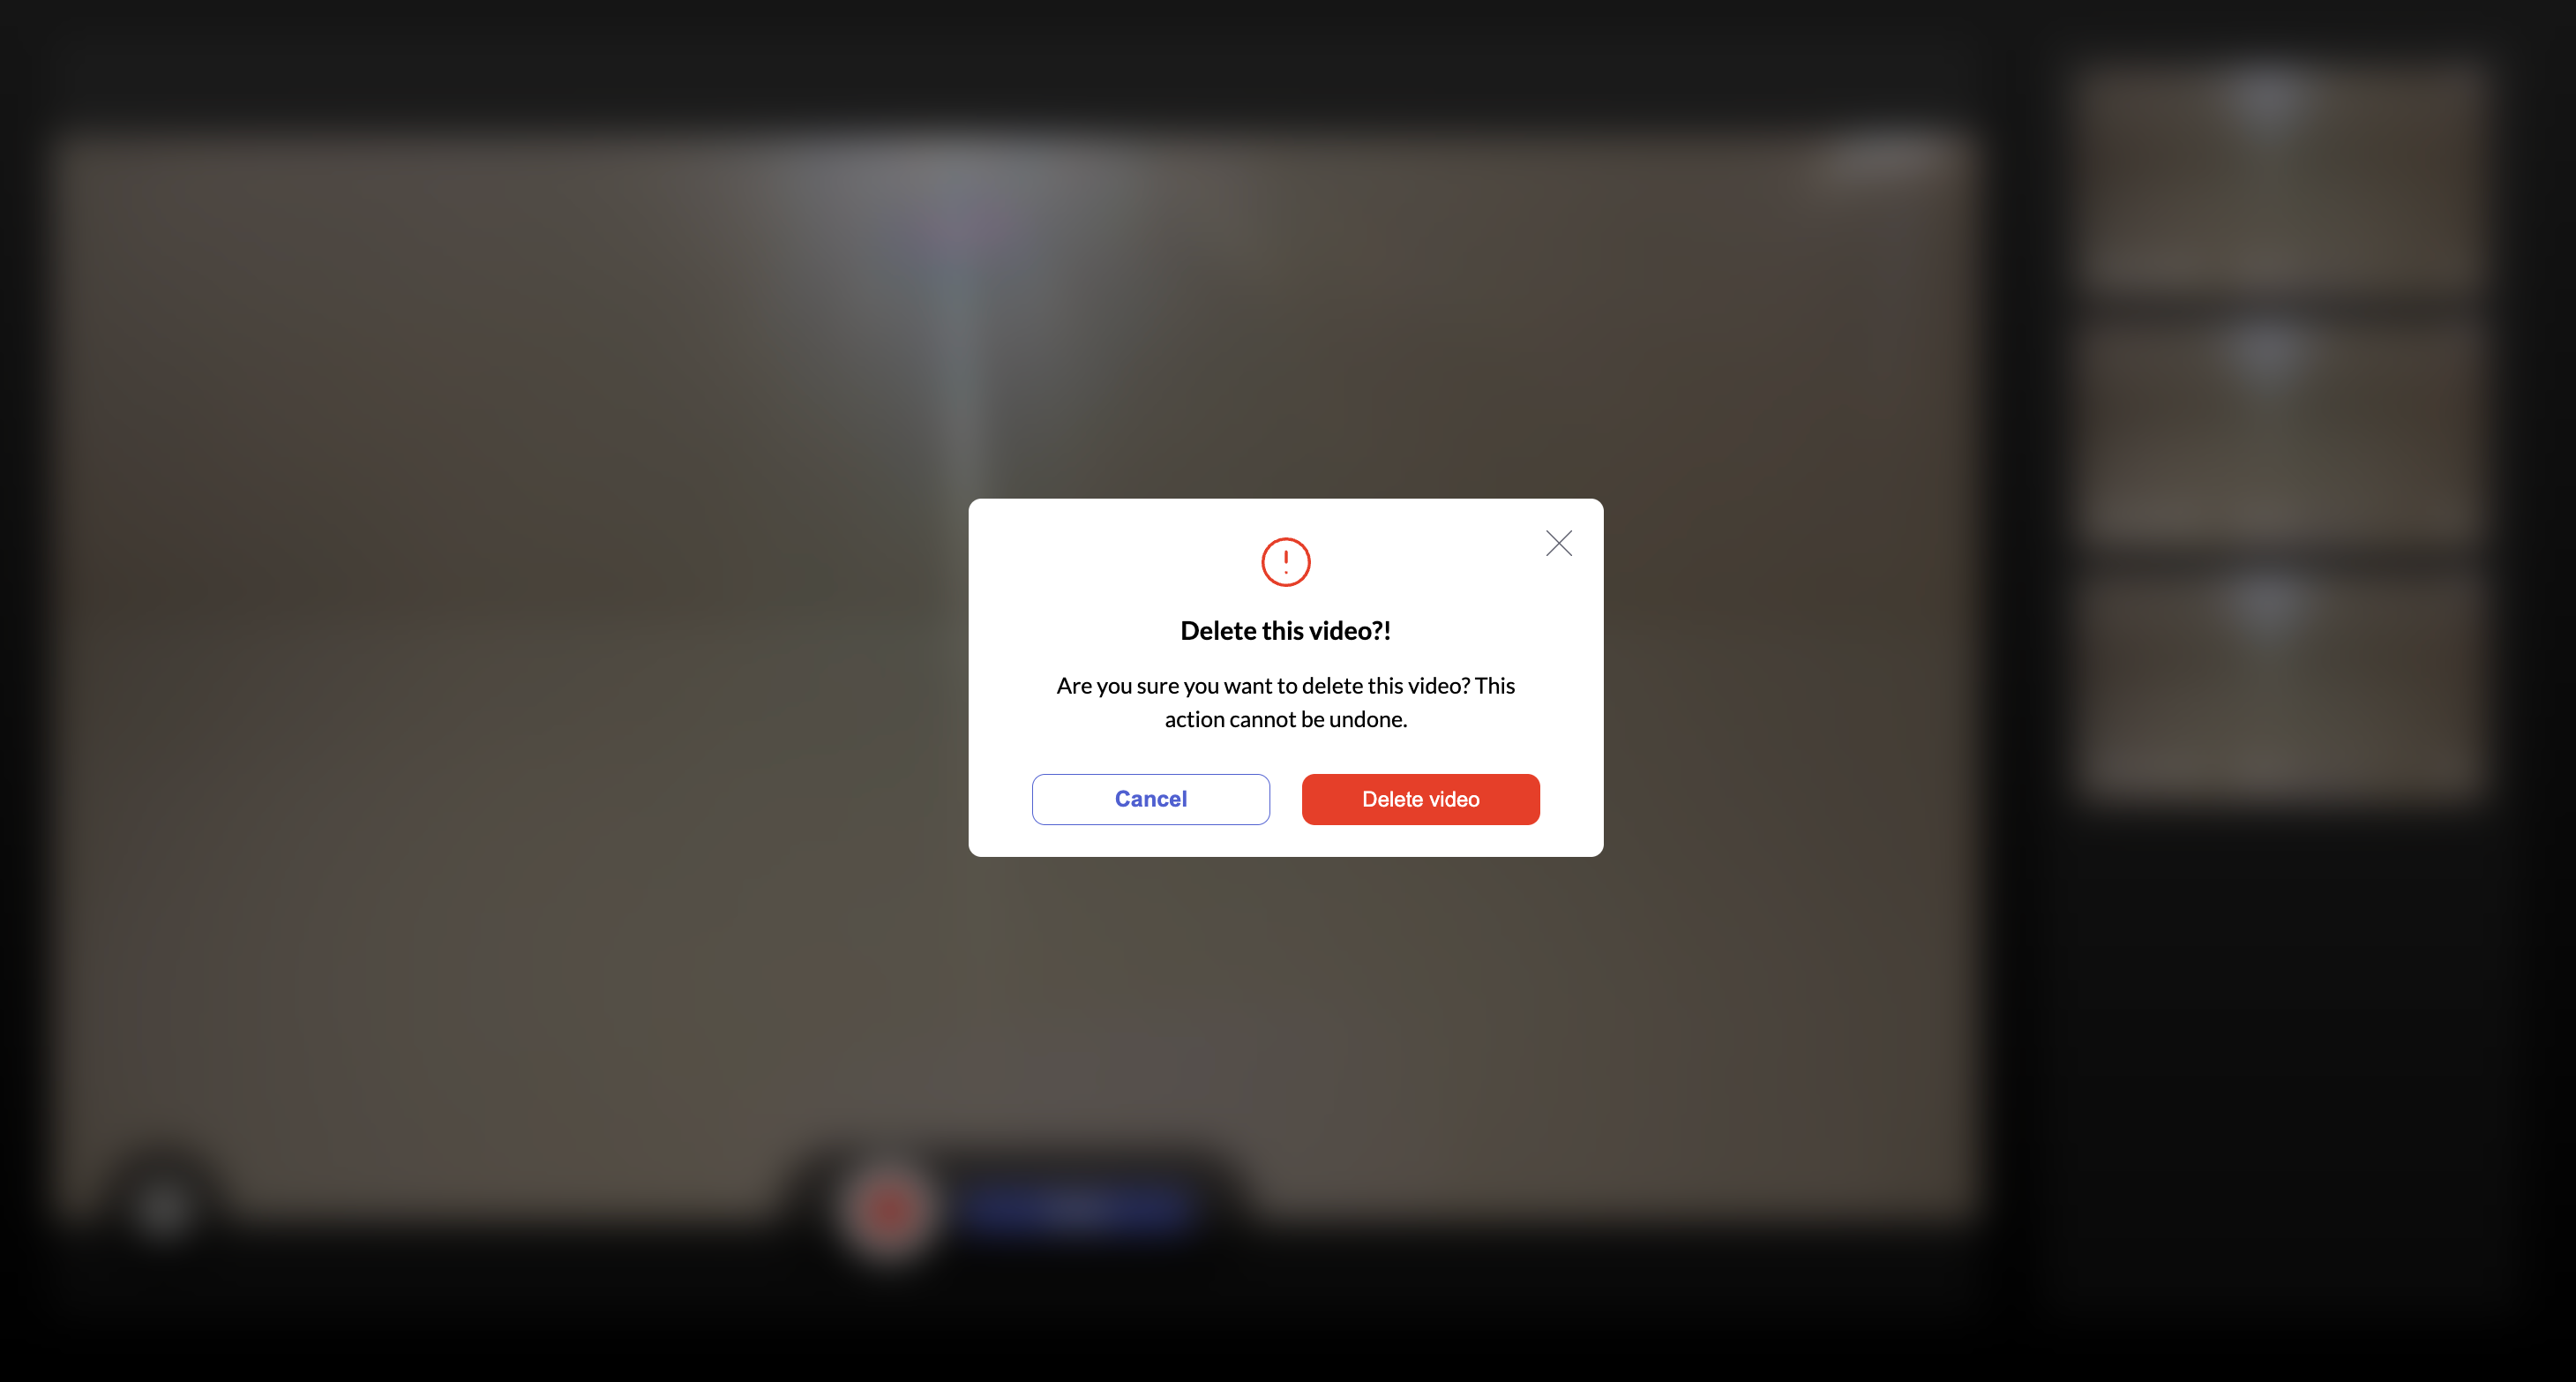 Delete this video?!
Are you sure you want to delete this video? This
action cannot be undone.
Cancel
Delete video